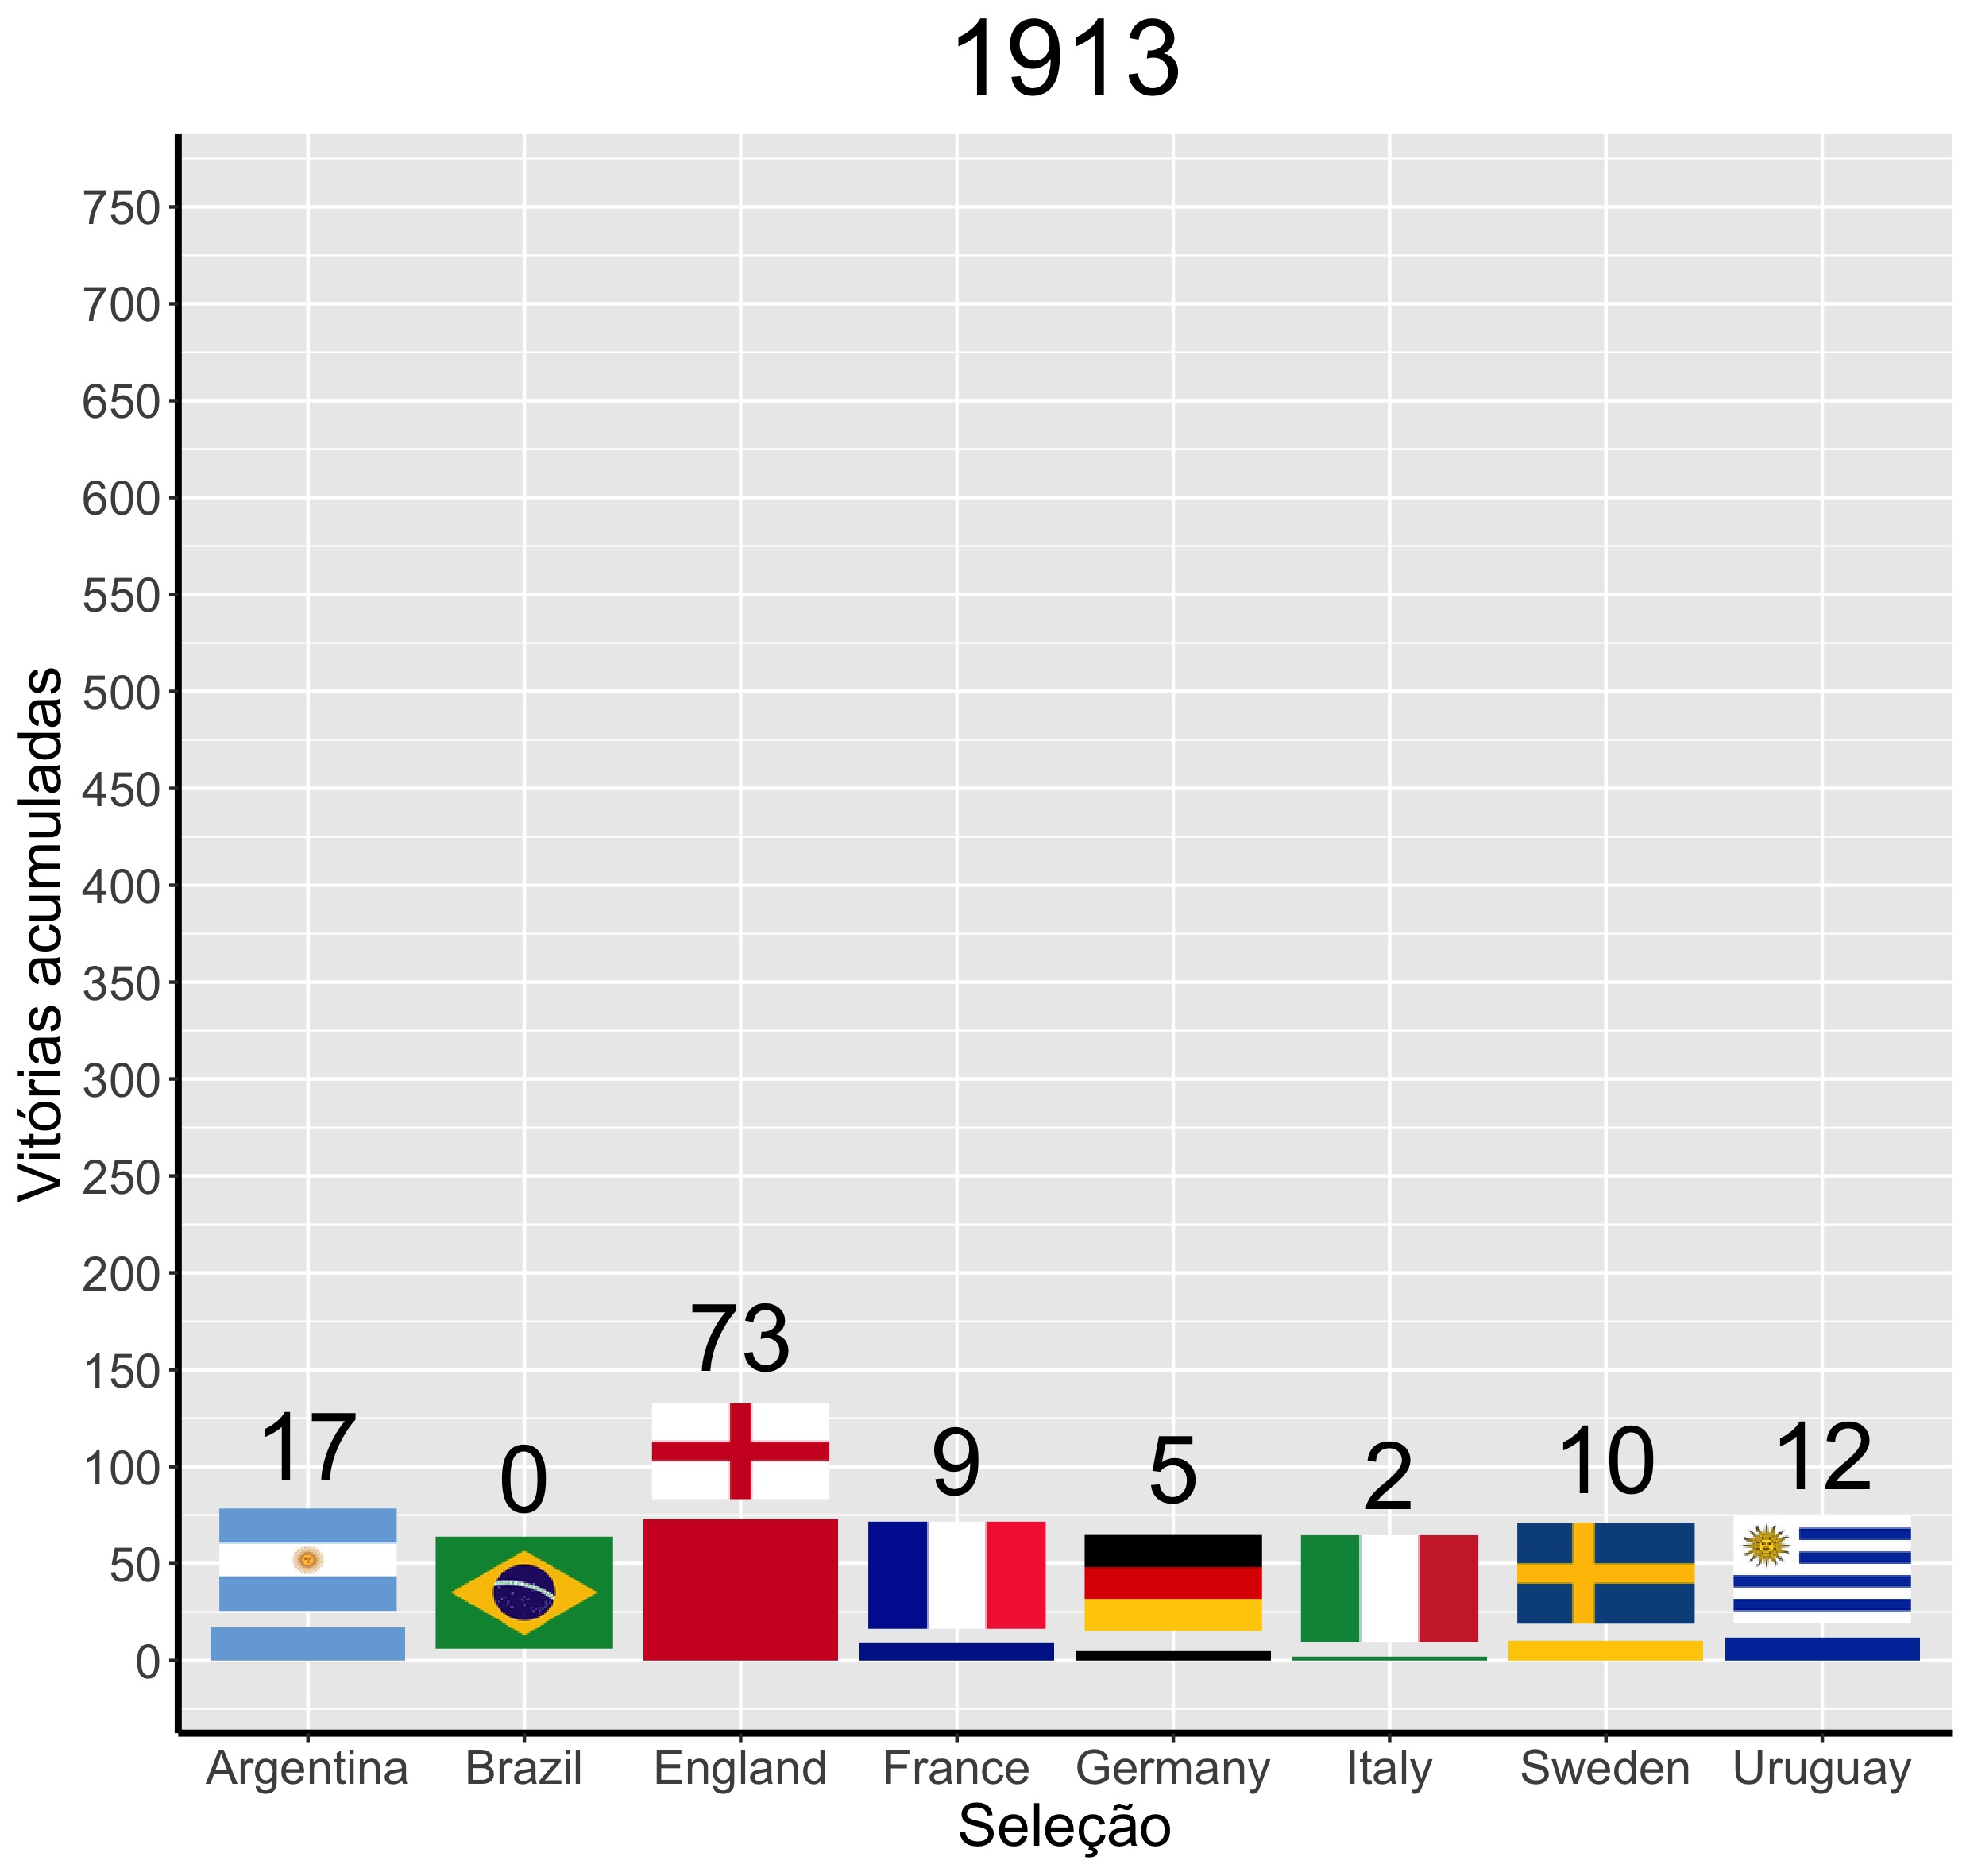 1913
Vitórias acumuladas
750
700
650
600
550
500
450
400
350
300
250
200
150
100
50
0
17
0
73
9
5
2
10
12
Argentina
Brazil
England
France
Germany
Italy
Sweden
Uruguay
Seleção